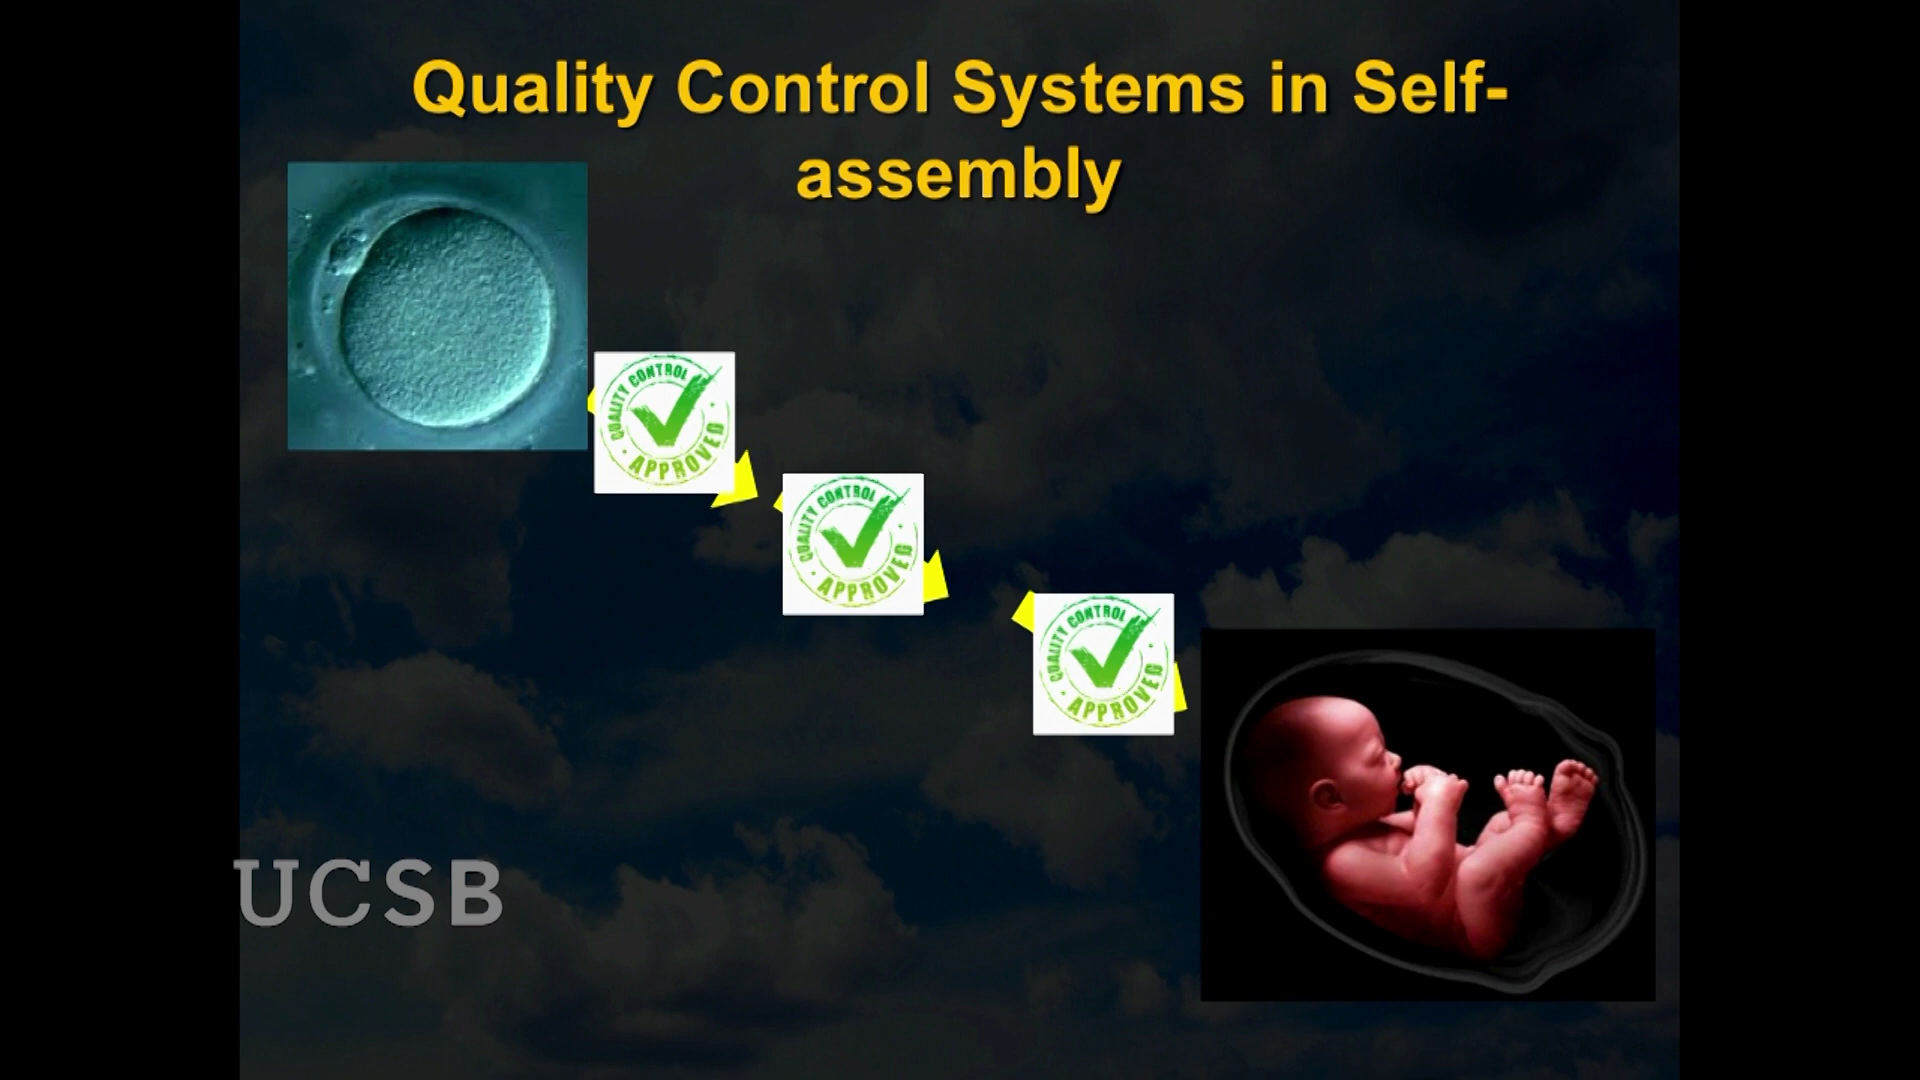 Quality Control Systems in Self-
assembly
QUALITY CONTROL
APPROVED
QUALITY CONTROL
APPROVED
QUALITY CONTROL
APPROVED
UCSB